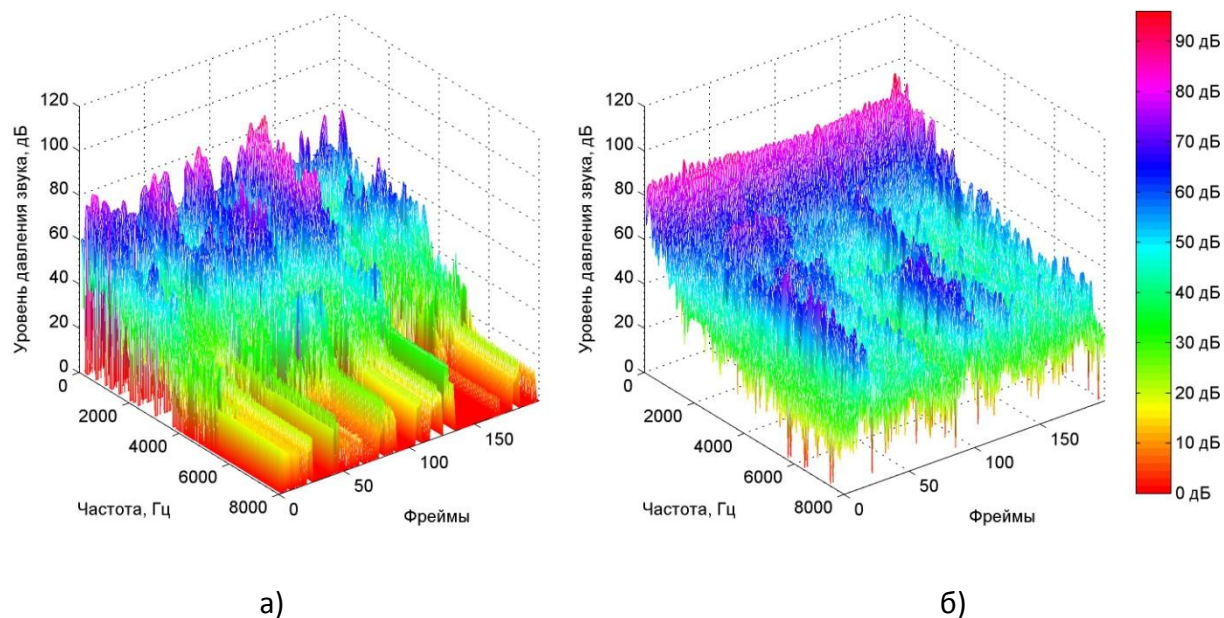 Уровень давления звука, дБ
120
100
80
60
40
20
0
0
2000
4000
6000
8000
Частота, Гц
0
50
100
150
Фреймы
а)
Уровень давления звука, дБ
120
100
80
60
40
20
0
0
2000
4000
6000
8000
Частота, Гц
0
50
100
150
Фреймы
б)
90 дБ
80 дБ
70 дБ
60 дБ
50 дБ
40 дБ
30 дБ
20 дБ
10 дБ
0 дБ